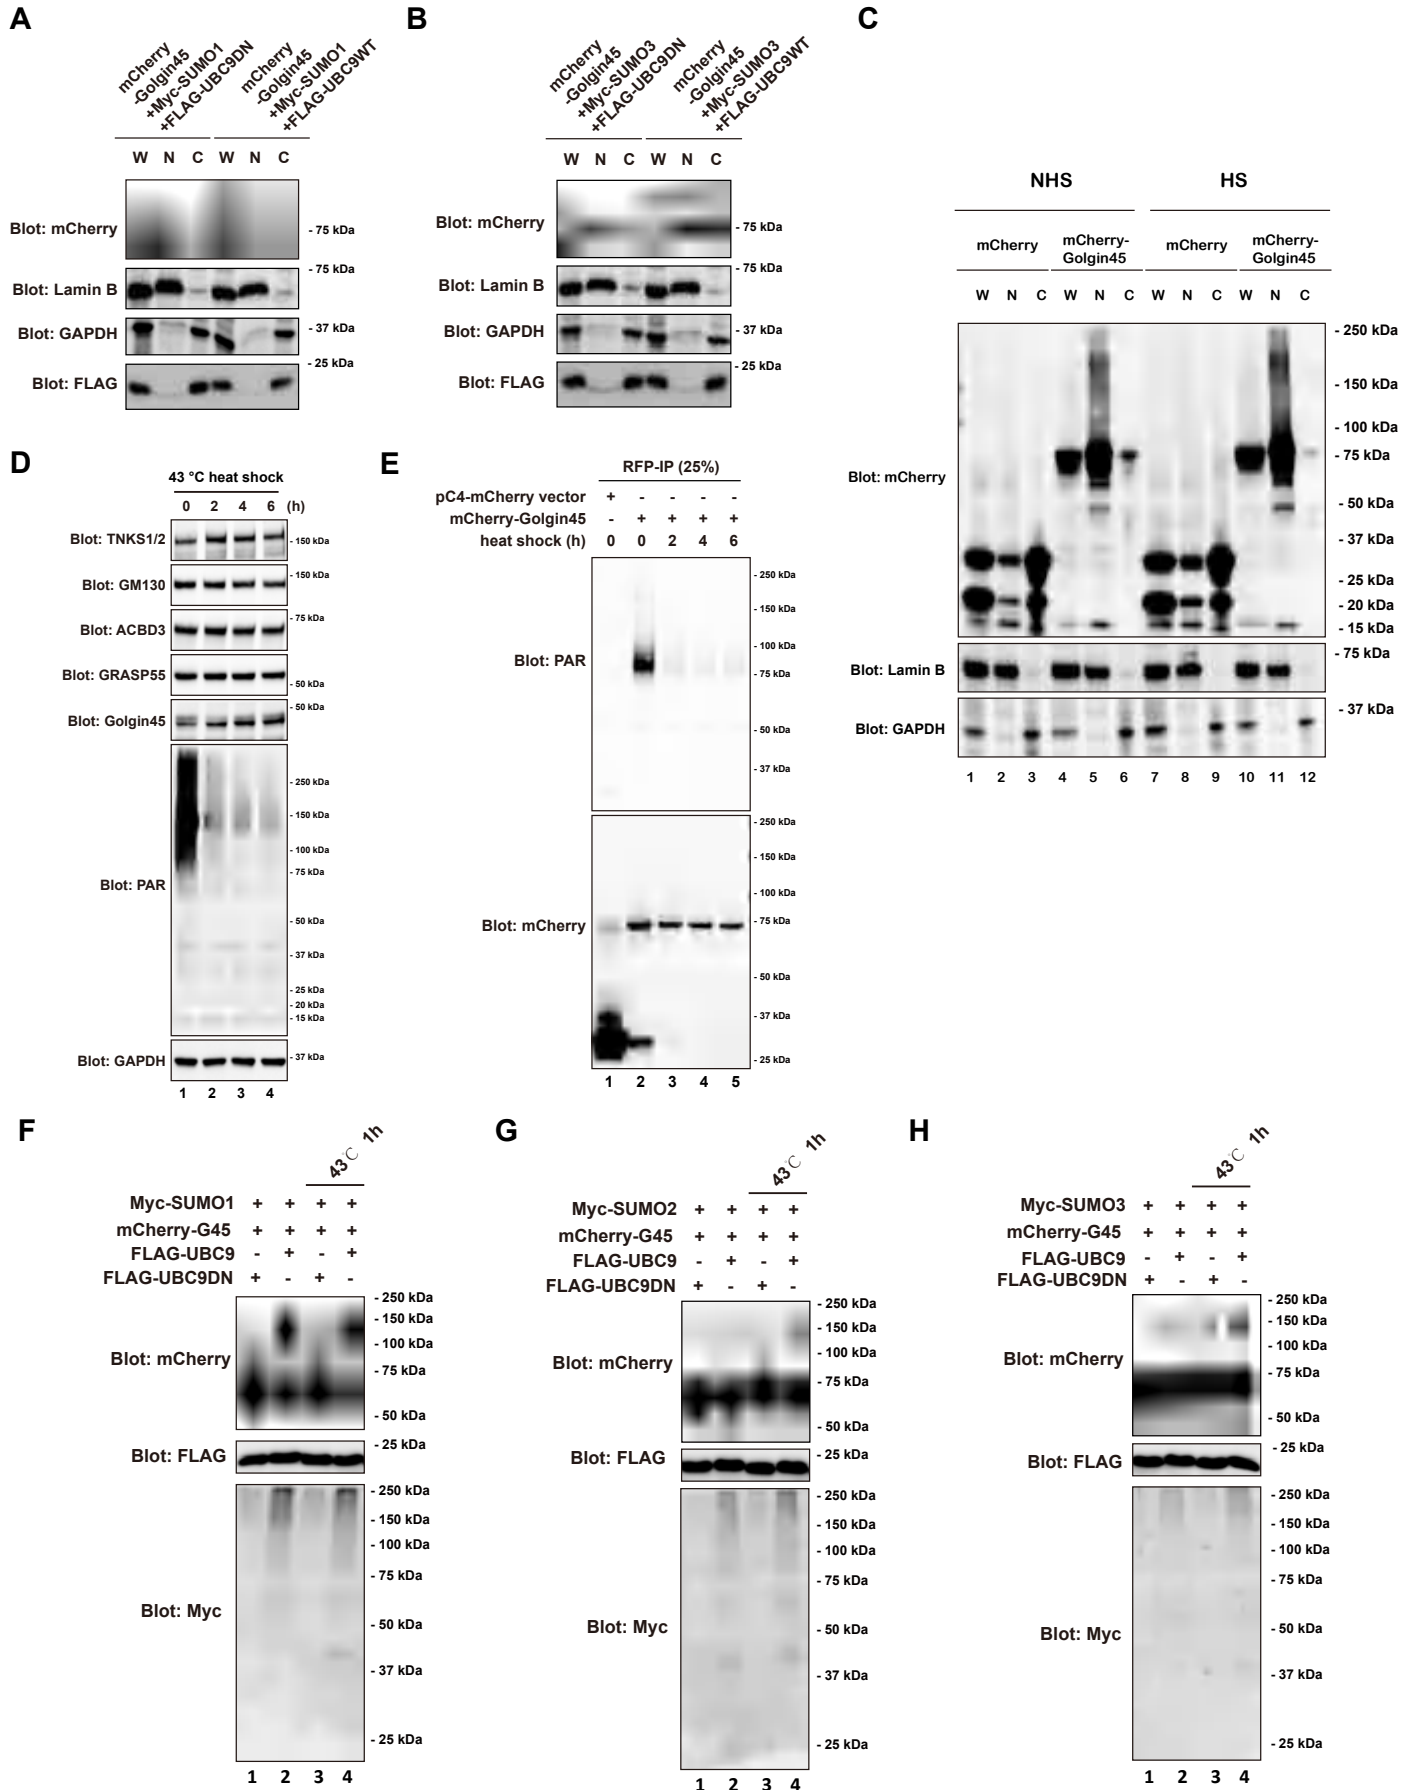 A
mCherry
-Golgin45
+Myc-SUMO1
+FLAG-UBC9DN
mCherry
-Golgin45
+Myc-SUMO1
+FLAG-UBC9WT
W N C W N C
Blot: mCherry
- 75 kDa
- 75 kDa
Blot: Lamin B
Blot: GAPDH
- 37 kDa
- 25 kDa
Blot: FLAG
B
mCherry
-Golgin45
+Myc-SUMO3
+FLAG-UBC9DN
mCherry
-Golgin45
+Myc-SUMO3
+FLAG-UBC9WT
W N C W N C
Blot: mCherry
- 75 kDa
- 75 kDa
Blot: Lamin B
Blot: GAPDH
- 37 kDa
- 25 kDa
Blot: FLAG
C
NHS HS
mCherry mCherry-Golgin45 mCherry mCherry-Golgin45
W N C W N C W N C W N C
Blot: mCherry
- 250 kDa
- 150 kDa
- 100 kDa
- 75 kDa
- 50 kDa
- 37 kDa
- 25 kDa
- 20 kDa
- 15 kDa
- 75 kDa
Blot: Lamin B
- 37 kDa
Blot: GAPDH
1 2 3 4 5 6 7 8 9 10 11 12
D
43 °C heat shock
0 2 4 6 (h)
Blot: TNKS1/2
- 150 kDa
- 150 kDa
Blot: GM130
- 75 kDa
Blot: ACBD3
Blot: GRASP55
- 50 kDa
- 50 kDa
Blot: Golgin45
- 250 kDa
- 150 kDa
- 100 kDa
- 75 kDa
Blot: PAR
- 50 kDa
- 37 kDa
- 25 kDa
- 20 kDa
- 15 kDa
Blot: GAPDH
- 37 kDa
1 2 3 4
E
RFP-IP (25%)
pC4-mCherry vector + - - - -
mCherry-Golgin45 - + + + +
heat shock (h) 0 0 2 4 6
- 250 kDa
- 150 kDa
- 100 kDa
Blot: PAR
- 75 kDa
- 50 kDa
- 37 kDa
- 250 kDa
- 150 kDa
- 100 kDa
Blot: mCherry
- 75 kDa
- 50 kDa
- 37 kDa
- 25 kDa
1 2 3 4 5
F
43℃ 1h
Myc-SUMO1 + + + +
mCherry-G45 + + + +
FLAG-UBC9 - + - +
FLAG-UBC9DN + - + -
- 250 kDa
- 150 kDa
- 100 kDa
Blot: mCherry
- 75 kDa
- 50 kDa
- 25 kDa
Blot: FLAG
- 250 kDa
- 150 kDa
- 100 kDa
- 75 kDa
Blot: Myc
- 50 kDa
- 37 kDa
- 25 kDa
1 2 3 4
G
43℃ 1h
Myc-SUMO2 + + + +
mCherry-G45 + + + +
FLAG-UBC9 - + - +
FLAG-UBC9DN + - + -
- 250 kDa
- 150 kDa
- 100 kDa
Blot: mCherry
- 75 kDa
- 50 kDa
- 25 kDa
Blot: FLAG
- 250 kDa
- 150 kDa
- 100 kDa
- 75 kDa
Blot: Myc
- 50 kDa
- 37 kDa
- 25 kDa
1 2 3 4
H
43℃ 1h
Myc-SUMO3 + + + +
mCherry-G45 + + + +
FLAG-UBC9 - + - +
FLAG-UBC9DN + - + -
- 250 kDa
- 150 kDa
- 100 kDa
Blot: mCherry
- 75 kDa
- 50 kDa
- 25 kDa
Blot: FLAG
- 250 kDa
- 150 kDa
- 100 kDa
- 75 kDa
- 50 kDa
Blot: Myc
- 37 kDa
- 25 kDa
1 2 3 4